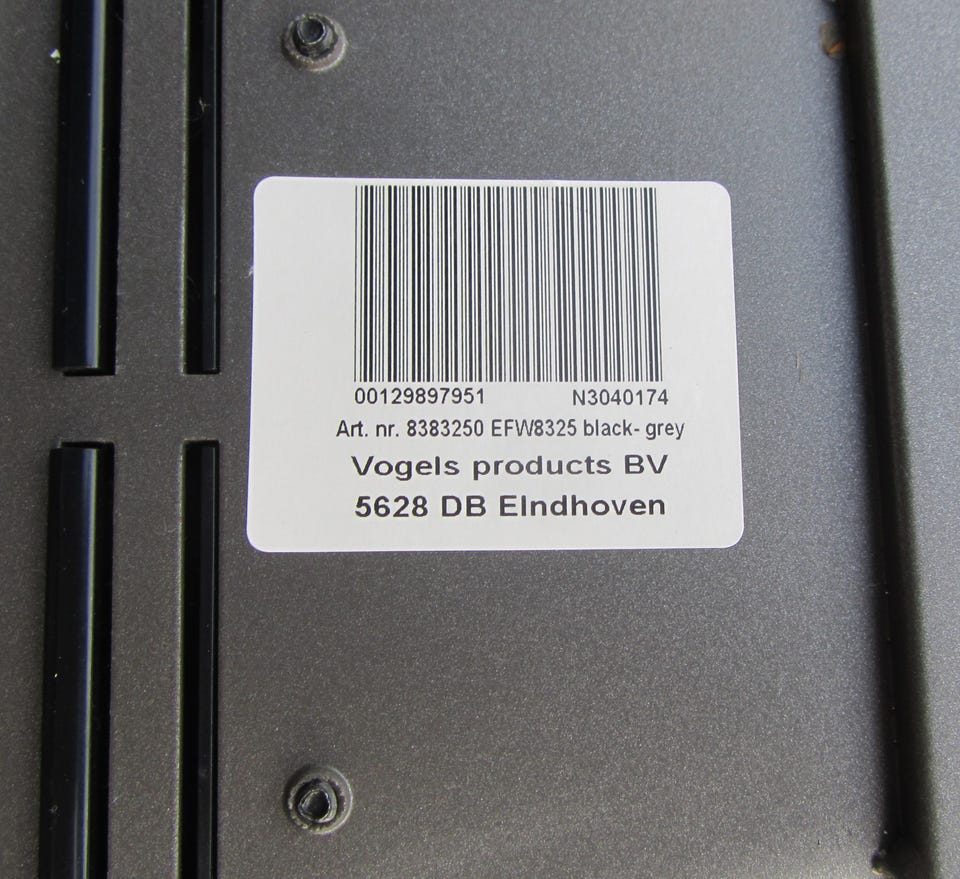 00129897951 N3040174
Art. nr. 8383250 EFW8325 black- grey
Vogels products BV
5628 DB EIndhoven